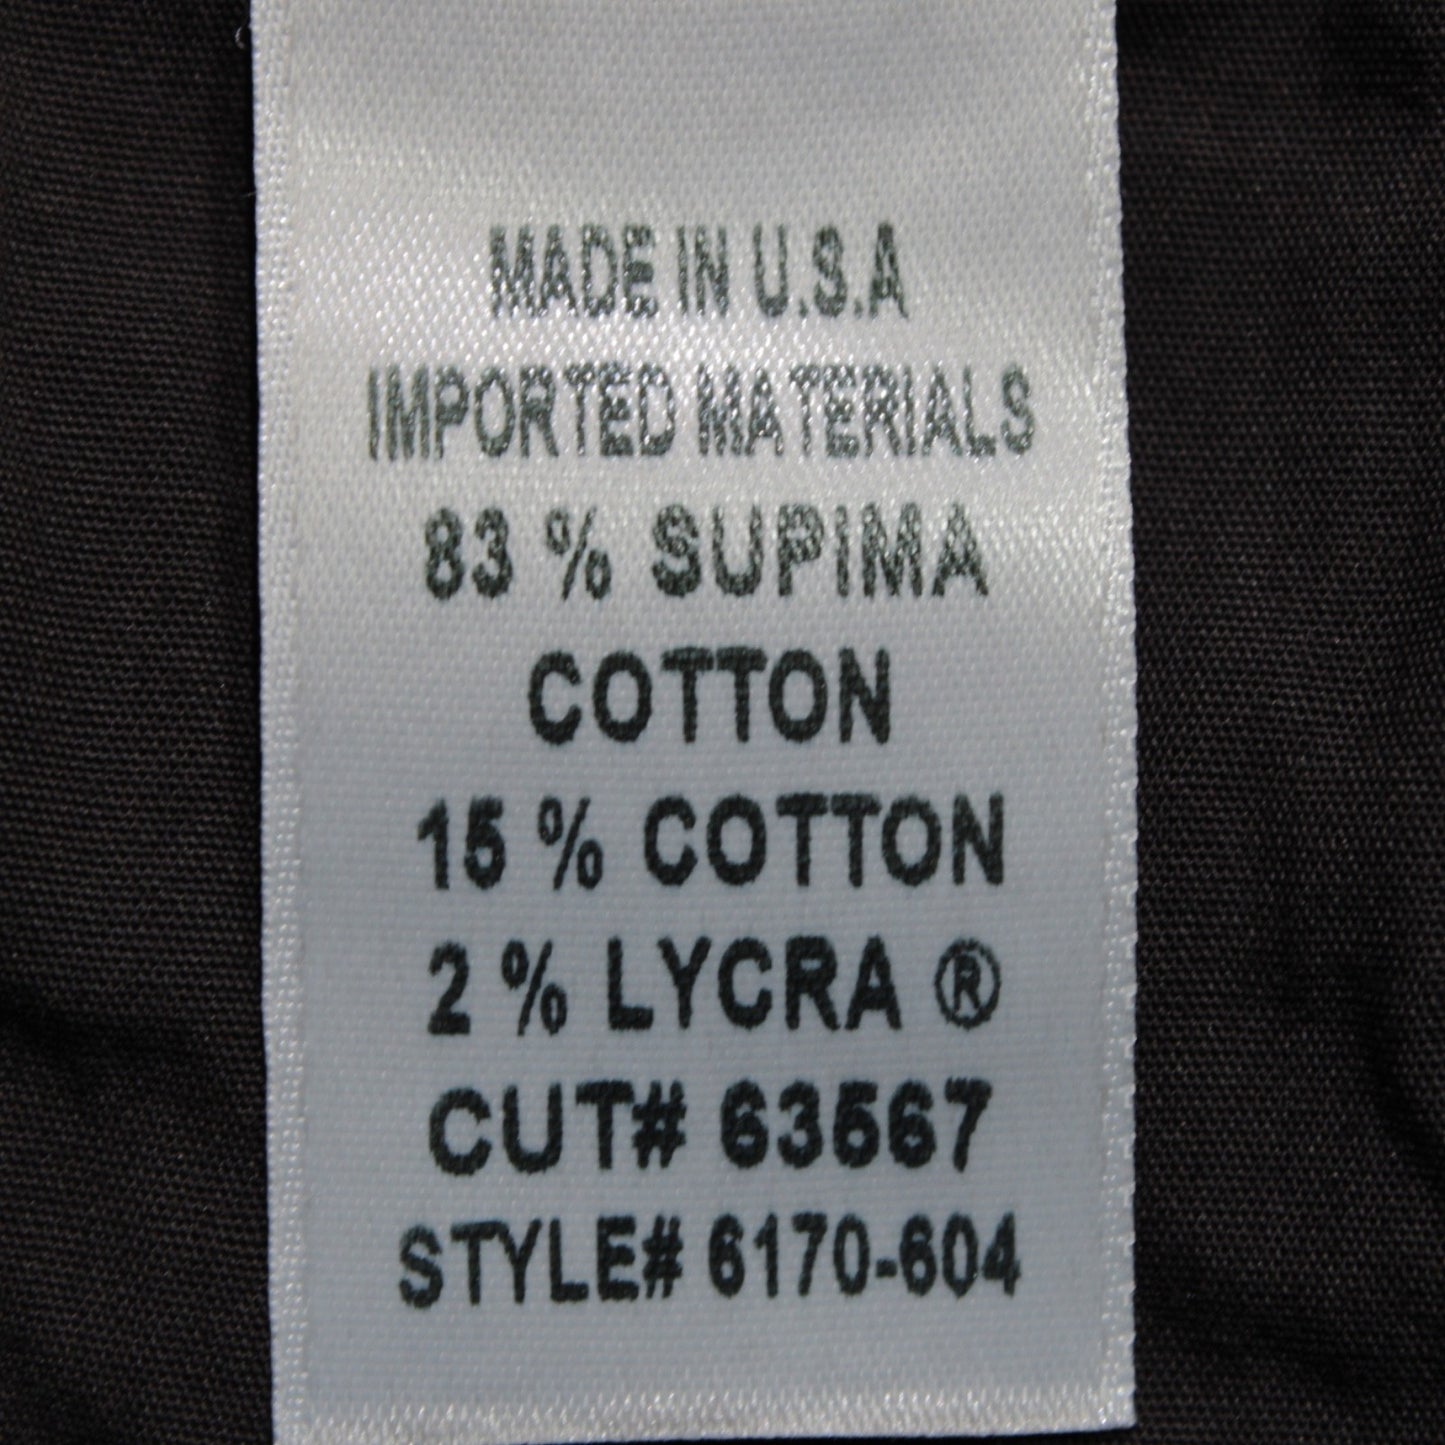 MADE IN U.S.A
IMPORTED MATERIALS
83 % SUPIMA
COTTON
15 % COTTON
2 % LYCRA ®
CUT# 63567
STYLE# 6170-604